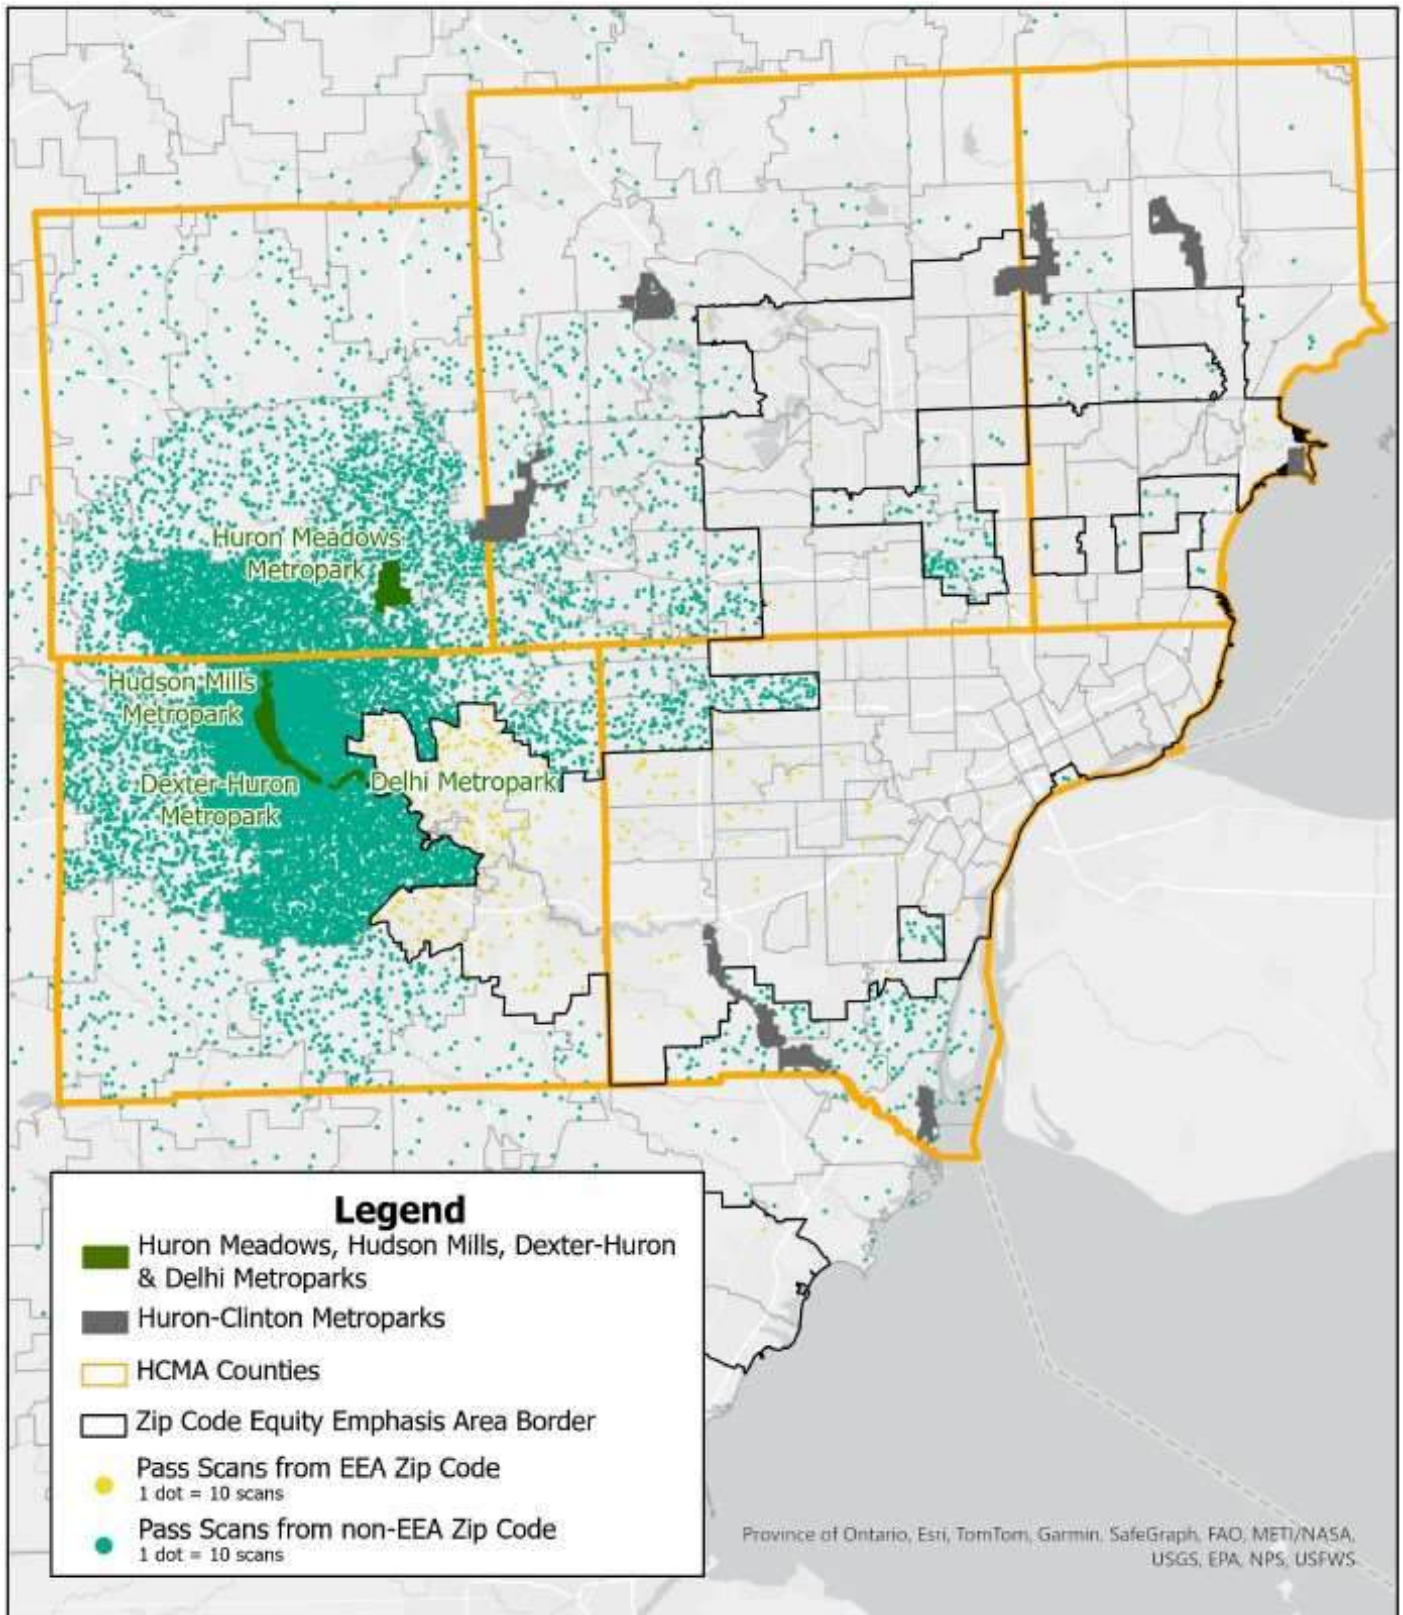 Huron Meadows
Metropark
Hudson Mills
Metropark
Dexter-Huron
Metropark
Delhi Metropark
Legend
Huron Meadows, Hudson Mills, Dexter-Huron
& Delhi Metroparks
Huron-Clinton Metroparks
HCMA Counties
Zip Code Equity Emphasis Area Border
Pass Scans from EEA Zip Code
1 dot = 10 scans
Pass Scans from non-EEA Zip Code
1 dot = 10 scans
Province of Ontario, Esri, TomTom, Garmin, SafeGraph, FAO, METI/NASA,
USGS, EPA, NPS, USFWS